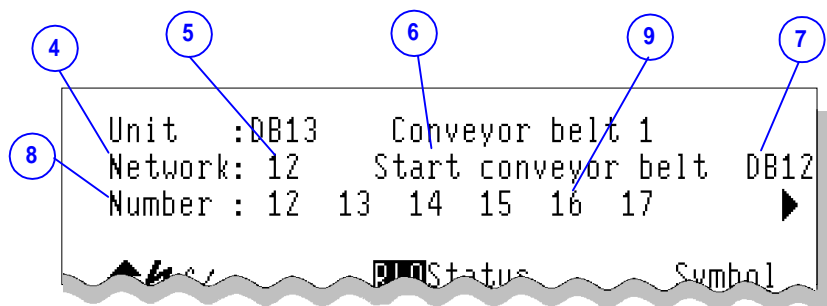 4 5 6 9 7
8
Unit :DB13 Conveyor belt 1
Network: 12 Start conveyor belt DB12
Number : 12 13 14 15 16 17
Status Symbol